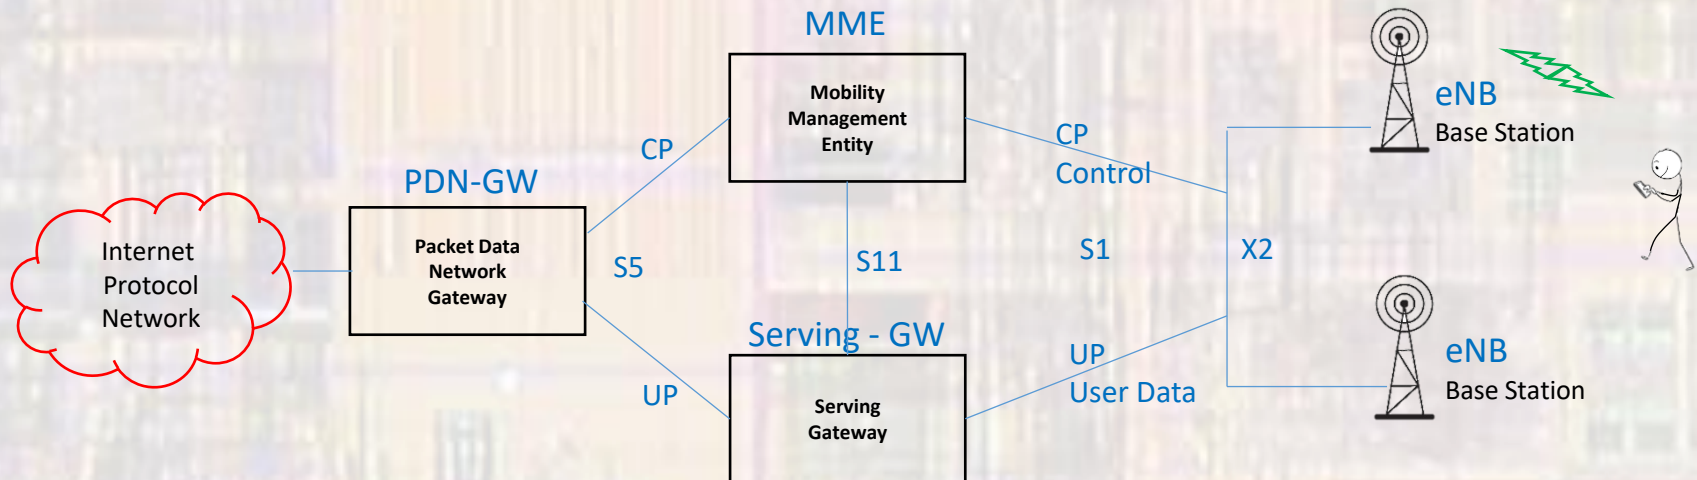 MME
Mobility
Management
Entity
eNB
Base Station
CP
CP
Control
PDN-GW
Internet
Protocol
Network
Packet Data
Network
Gateway
S5
S11
S1
X2
Serving - GW
UP
UP
User Data
Serving
Gateway
eNB
Base Station